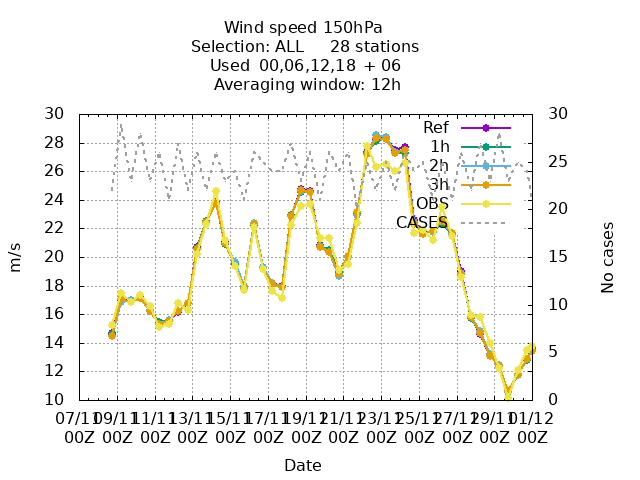 Wind speed 150hPa
Selection: ALL 28 stations
Used 00,06,12,18 + 06
Averaging window: 12h
30 30
28
26 25
24
22 20
20 15
18
16 10
14 5
12
10 0
m/s
No cases
Ref
1h
2h
3h
OBS
CASES
07/11 09/11 11/11 13/11 15/11 17/11 19/11 21/11 23/11 25/11 27/11 29/11 01/12
00Z 00Z 00Z 00Z 00Z 00Z 00Z 00Z 00Z 00Z 00Z 00Z 00Z
Date